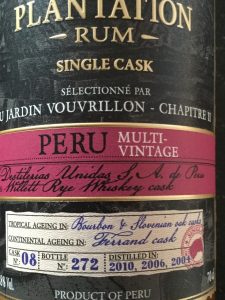 PLANTATION
RUM
SINGLE CASK
SÉLECTIONNÉ PAR
U JARDIN VOUVRILLON - CHAPITRE II
PERU MULTI-
VINTAGE
Destilerias Unidas S. A. de Peru
Willett Rye Whiskey cask
TROPICAL AGEING IN: Bourbon & Slovenian oak casks
CONTINENTAL AGEING IN: Ferrand cask
CASK N°: 08 BOTTLE N°: 272 DISTILLED IN: 2010, 2006, 2004
%Vol.
PRODUCT OF PERU